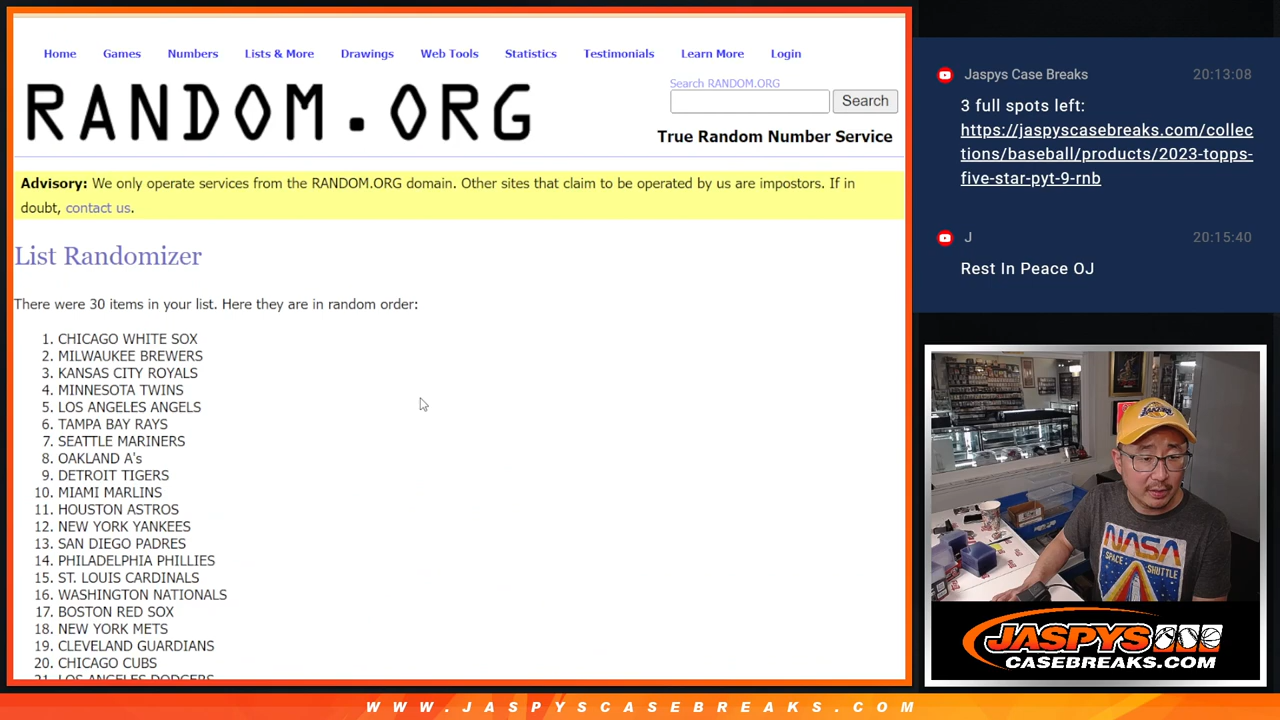 Home Games Numbers Lists & More Drawings Web Tools Statistics Testimonials Learn More Login
RANDOM.ORG
Search RANDOM.ORG
Search
True Random Number Service
Advisory: We only operate services from the RANDOM.ORG domain. Other sites that claim to be operated by us are impostors. If in
doubt, contact us.
List Randomizer
There were 30 items in your list. Here they are in random order:
1. CHICAGO WHITE SOX
2. MILWAUKEE BREWERS
3. KANSAS CITY ROYALS
4. MINNESOTA TWINS
5. LOS ANGELES ANGELS
6. TAMPA BAY RAYS
7. SEATTLE MARINERS
8. OAKLAND A's
9. DETROIT TIGERS
10. MIAMI MARLINS
11. HOUSTON ASTROS
12. NEW YORK YANKEES
13. SAN DIEGO PADRES
14. PHILADELPHIA PHILLIES
15. ST. LOUIS CARDINALS
16. WASHINGTON NATIONALS
17. BOSTON RED SOX
18. NEW YORK METS
19. CLEVELAND GUARDIANS
20. CHICAGO CUBS
21. LOS ANGELES DODGERS
Jaspys Case Breaks 20:13:08
3 full spots left:
https://jaspyscasebreaks.com/collec
tions/baseball/products/2023-topps-
five-star-pyt-9-rnb
J 20:15:40
Rest In Peace OJ
LAKERS
NASA
SPACE SHUTTLE
JASPYS
CASEBREAKS.COM
WWW.JASPYSCASEBREAKS.COM